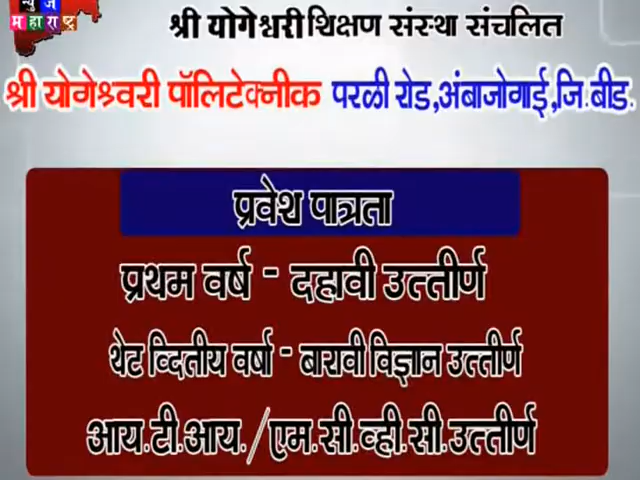 न्यूज
महाराष्ट्र
श्री योगेश्वरी शिक्षण संस्था संचलित
श्री योगेश्वरी पॉलिटेक्नीक परळी रोड,अंबाजोगाई,जि.बीड.
प्रवेश पात्रता
प्रथम वर्ष - दहावी उत्तीर्ण
थेट व्दितीय वर्षा - बारावी विज्ञान उत्तीर्ण
आय.टी.आय./एम.सी.व्ही.सी.उत्तीर्ण